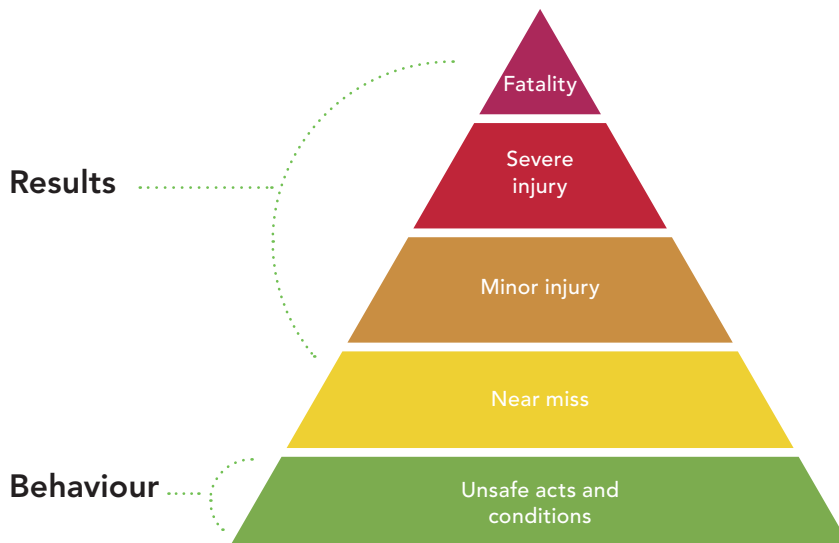 Fatality
Severe
injury
Results
Minor injury
Near miss
Behaviour
Unsafe acts and
conditions